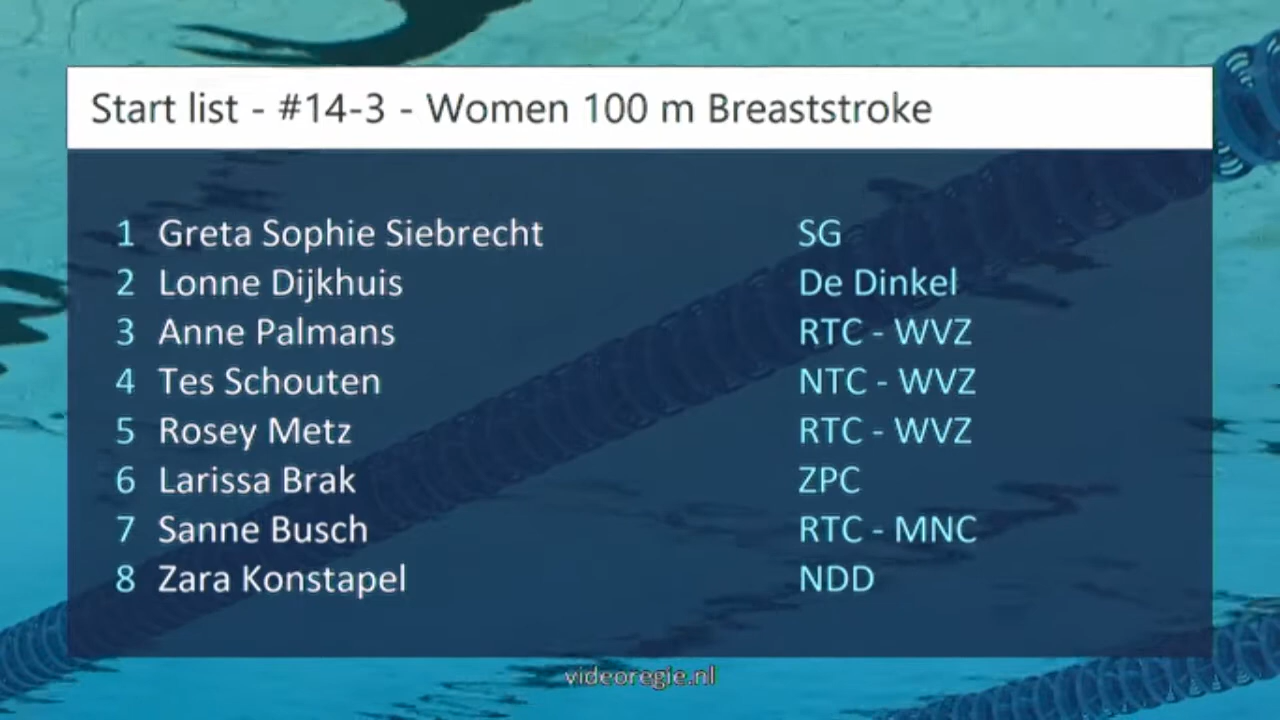 Start list - #14-3 - Women 100 m Breaststroke
1 Greta Sophie Siebrecht SG
2 Lonne Dijkhuis De Dinkel
3 Anne Palmans RTC - WVZ
4 Tes Schouten NTC - WVZ
5 Rosey Metz RTC - WVZ
6 Larissa Brak ZPC
7 Sanne Busch RTC - MNC
8 Zara Konstapel NDD
videoregie.nl